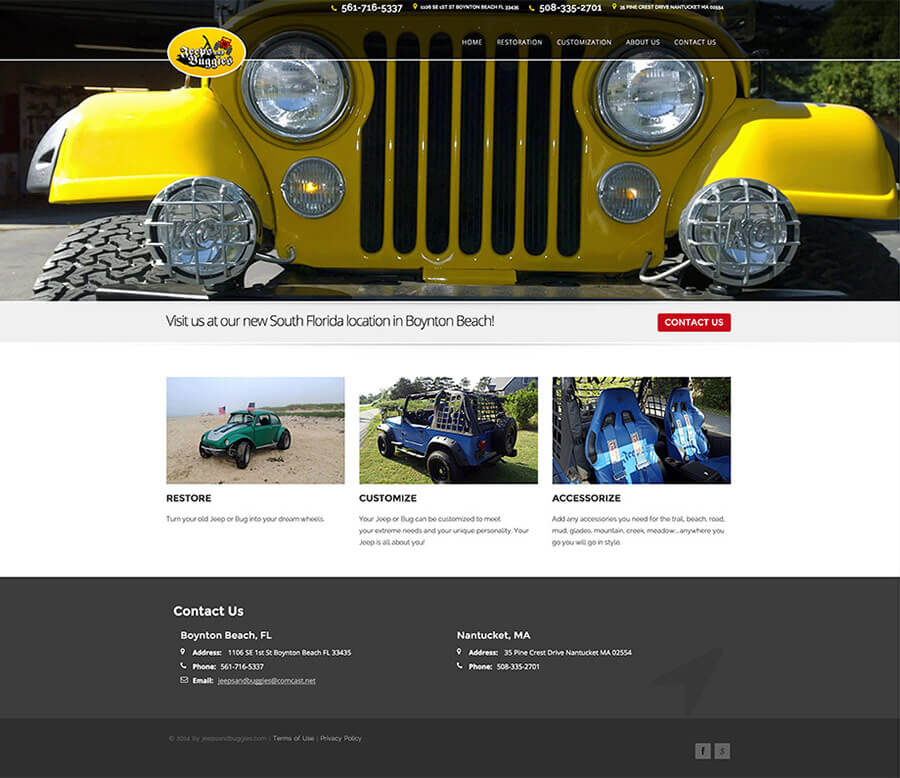 561-716-5337 1106 SE 1ST ST BOYNTON BEACH FL 33435 508-335-2701 35 PINE CREST DRIVE NANTUCKET MA 02554
Jeeps
Buggies
HOME RESTORATION CUSTOMIZATION ABOUT US CONTACT US
KC
KC
Visit us at our new South Florida location in Boynton Beach!
CONTACT US
RESTORE
Turn your old Jeep or Bug into your dream wheels.
CUSTOMIZE
Your Jeep or Bug can be customized to meet
your extreme needs and your unique personality. Your
Jeep is all about you!
ACCESSORIZE
Add any accessories you need for the trail, beach, road,
mud, glades, mountain, creek, meadow...anywhere you
go you will go in style.
Contact Us
Boynton Beach, FL
Address: 1106 SE 1st St Boynton Beach FL 33435
Phone: 561-716-5337
Email: jeepsandbuggies@comcast.net
Nantucket, MA
Address: 35 Pine Crest Drive Nantucket MA 02554
Phone: 508-335-2701
© 2014 by jeepsandbuggies.com | Terms of Use | Privacy Policy